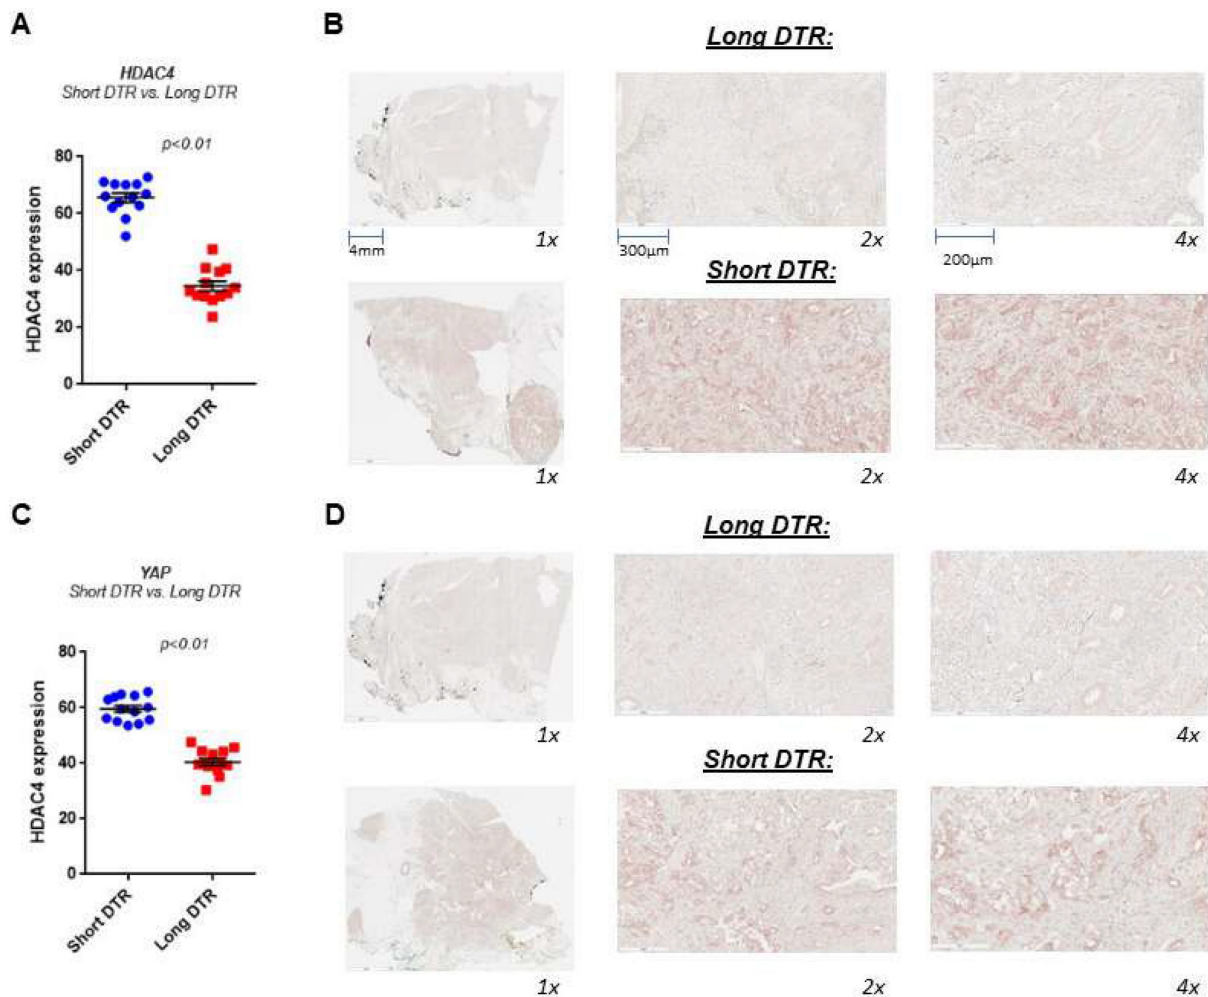 A
HDAC4
Short DTR vs. Long DTR
p<0.01
80
60
40
20
0
HDAC4 expression
Short DTR
Long DTR
B
Long DTR:
1x
2x
4x
4mm
300µm
200µm
Short DTR:
1x
2x
4x
C
YAP
Short DTR vs. Long DTR
p<0.01
80
60
40
20
0
HDAC4 expression
Short DTR
Long DTR
D
Long DTR:
1x
2x
4x
Short DTR:
1x
2x
4x